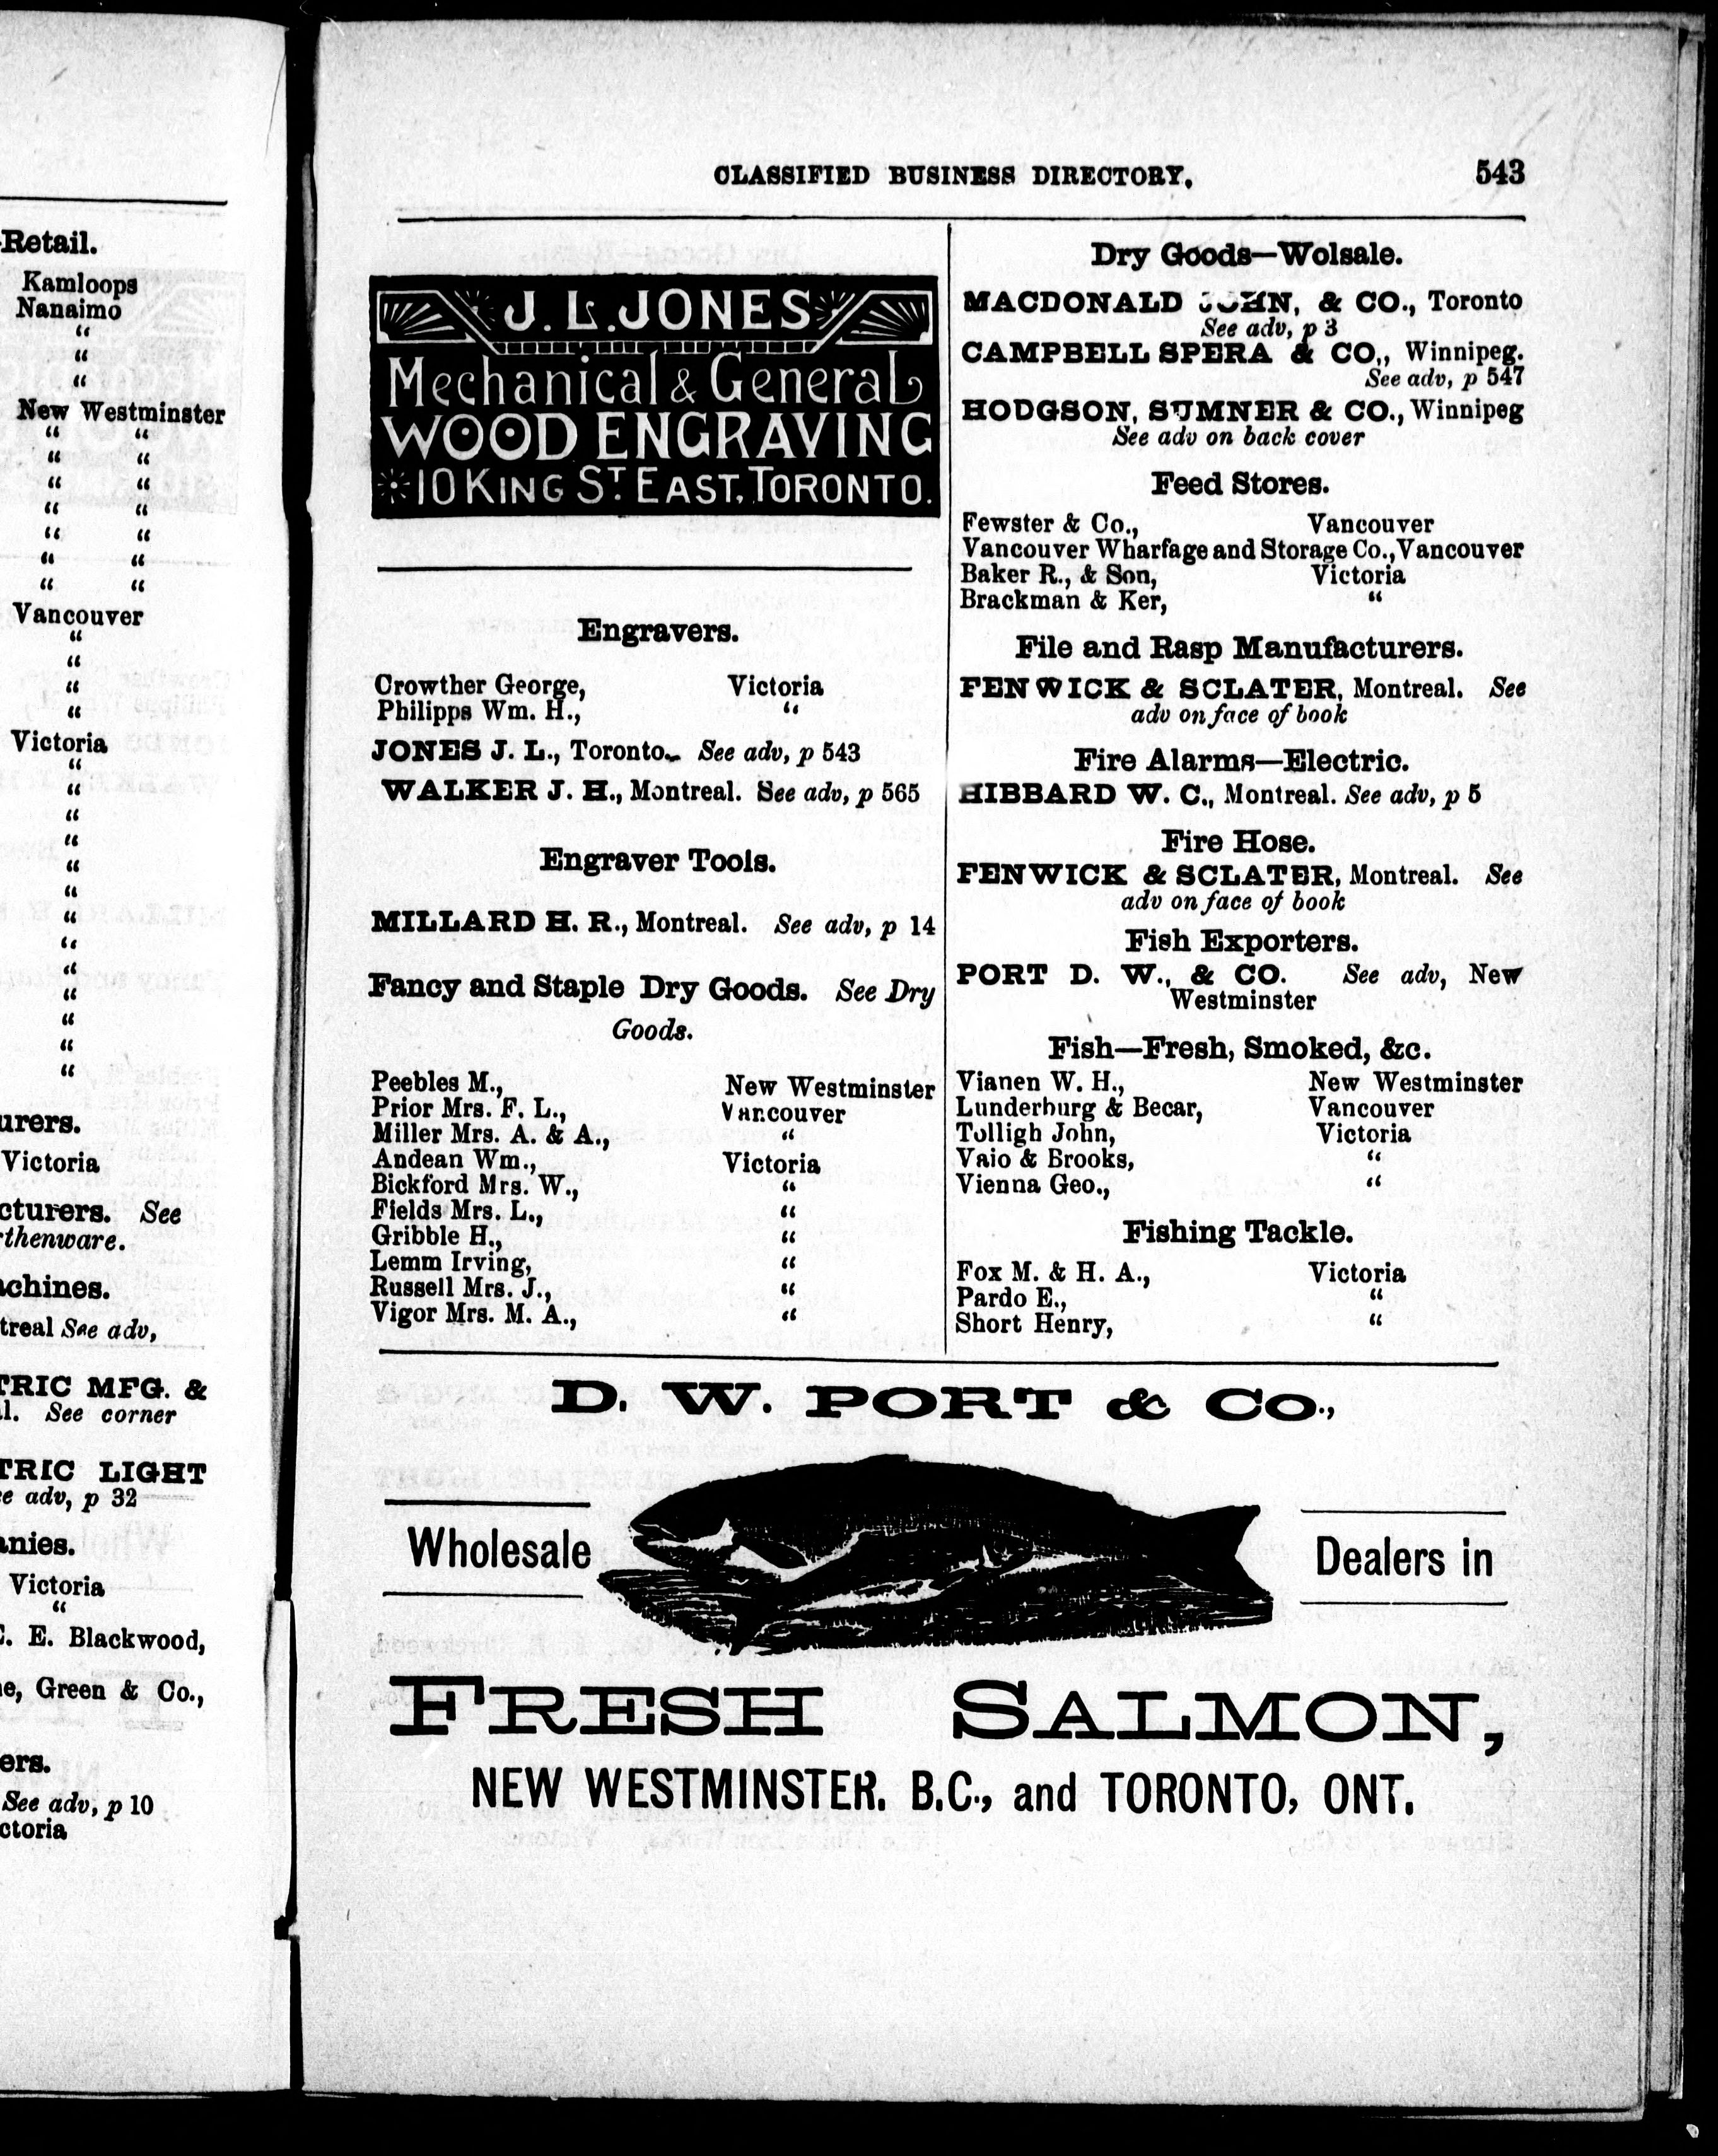 -Retail.
Kamloops
Nanaimo
“
“
“
New Westminster
“ “
“ “
“ “
“ “
“ “
“ “
“ “
Vancouver
“
“
“
“
Victoria
“
“
“
“
“
“
“
“
“
“
“
“
“
urers.
Victoria
cturers. See
rthenware.
achines.
treal See adv,
TRIC MFG. &
al. See corner
TRIC LIGHT
ee adv, p 32
anies.
Victoria
“
E. Blackwood,
ne, Green & Co.,
ers.
See adv, p 10
ictoria
CLASSIFIED BUSINESS DIRECTORY, 543
J. L. JONES
Mechanical & General
WOOD ENGRAVING
10 KING ST. EAST, TORONTO.
Engravers.
Crowther George, Victoria
Philipps Wm. H., “
JONES J. L., Toronto. See adv, p 543
WALKER J. H., Montreal. See adv, p 565
Engraver Tools.
MILLARD H. R., Montreal. See adv, p 14
Fancy and Staple Dry Goods. See Dry
Goods.
Peebles M., New Westminster
Prior Mrs. F. L., Vancouver
Miller Mrs. A. & A., “
Andean Wm., Victoria
Bickford Mrs. W., “
Fields Mrs. L., “
Gribble H., “
Lemm Irving, “
Russell Mrs. J., “
Vigor Mrs. M. A., “
Dry Goods—Wolsale.
MACDONALD JOHN, & CO., Toronto
See adv, p 3
CAMPBELL SPERA & CO., Winnipeg.
See adv, p 547
HODGSON, SUMNER & CO., Winnipeg
See adv on back cover
Feed Stores.
Fewster & Co., Vancouver
Vancouver Wharfage and Storage Co., Vancouver
Baker R., & Son, Victoria
Brackman & Ker, “
File and Rasp Manufacturers.
FENWICK & SCLATER, Montreal. See
adv on face of book
Fire Alarms—Electric.
HIBBARD W. C., Montreal. See adv, p 5
Fire Hose.
FENWICK & SCLATER, Montreal. See
adv on face of book
Fish Exporters.
PORT D. W., & CO. See adv, New
Westminster
Fish—Fresh, Smoked, &c.
Vianen W. H., New Westminster
Lunderburg & Becar, Vancouver
Tolligh John, Victoria
Vaio & Brooks, “
Vienna Geo., “
Fishing Tackle.
Fox M. & H. A., Victoria
Pardo E., “
Short Henry, “
D. W. PORT & Co.,
Wholesale Dealers in
FRESH SALMON,
NEW WESTMINSTER. B.C., and TORONTO, ONT.